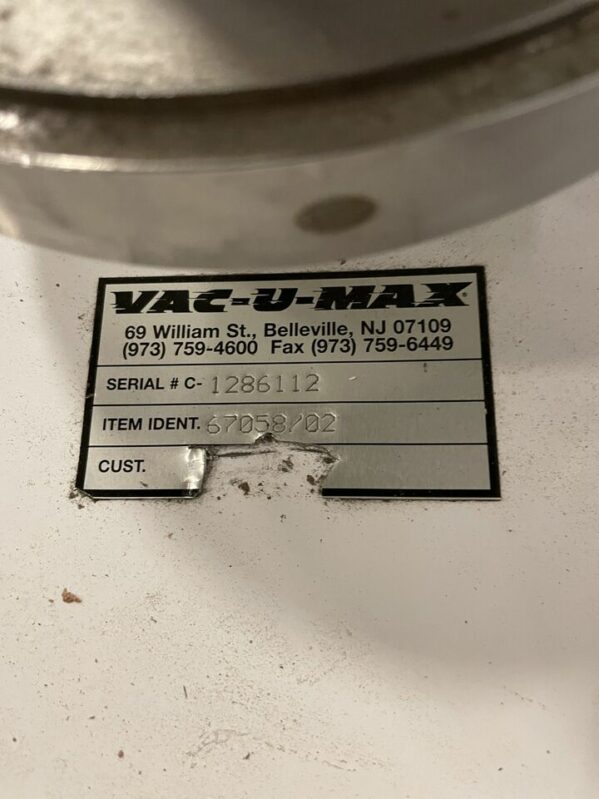 VAC-U-MAX
69 William St., Belleville, NJ 07109
(973) 759-4600 Fax (973) 759-6449
SERIAL # C- 1286112
ITEM IDENT. 67058/02
CUST.